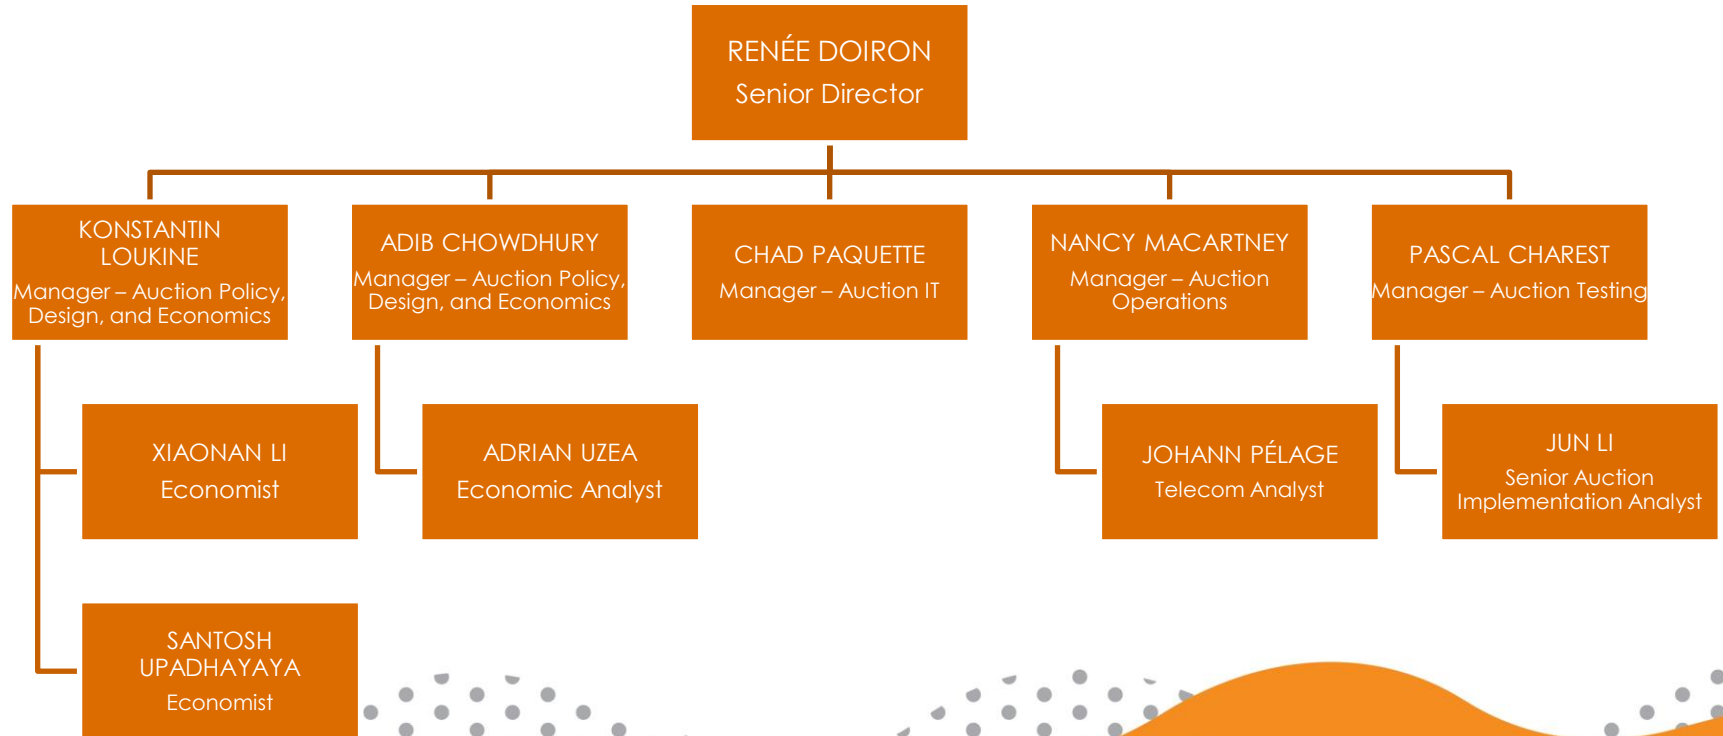 RENÉE DOIRON
Senior Director
KONSTANTIN
LOUKINE
Manager – Auction Policy,
Design, and Economics
ADIB CHOWDHURY
Manager – Auction Policy,
Design, and Economics
CHAD PAQUETTE
Manager – Auction IT
NANCY MACARTNEY
Manager – Auction
Operations
PASCAL CHAREST
Manager – Auction Testing
XIAONAN LI
Economist
ADRIAN UZEA
Economic Analyst
JOHANN PÉLAGE
Telecom Analyst
JUN LI
Senior Auction
Implementation Analyst
SANTOSH
UPADHAYAYA
Economist